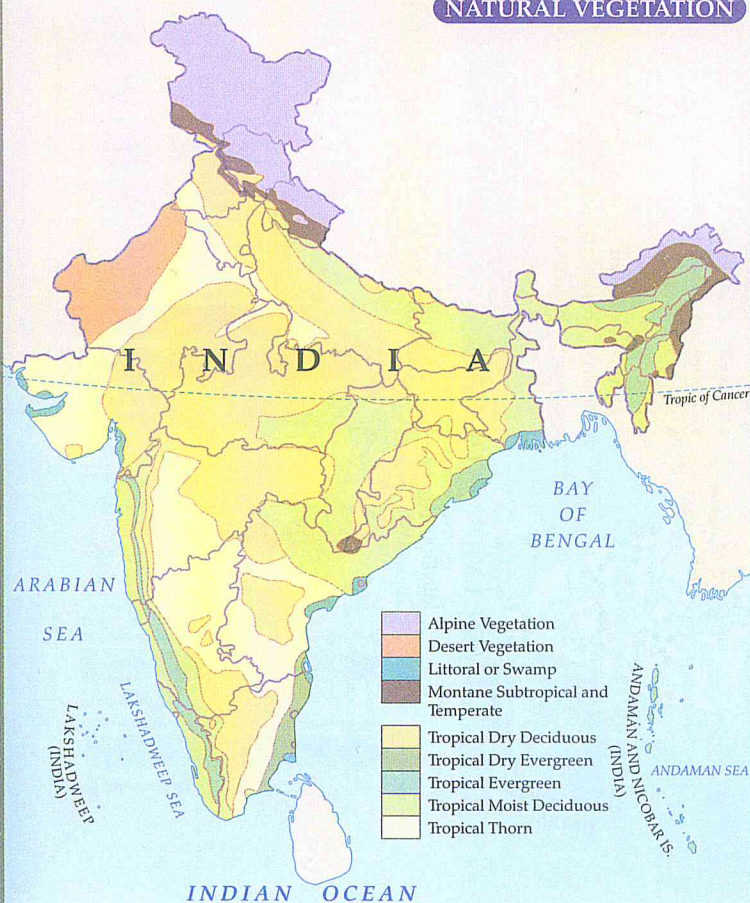 NATURAL VEGETATION
I N D I A
Tropic of Cancer
BAY
OF
BENGAL
ARABIAN
SEA
Alpine Vegetation
Desert Vegetation
Littoral or Swamp
Montane Subtropical and
Temperate
Tropical Dry Deciduous
Tropical Dry Evergreen
Tropical Evergreen
Tropical Moist Deciduous
Tropical Thorn
LAKSHADWEEP
(INDIA)
LAKSHADWEEP SEA
ANDAMAN AND NICOBAR IS.
(INDIA)
ANDAMAN SEA
INDIAN OCEAN